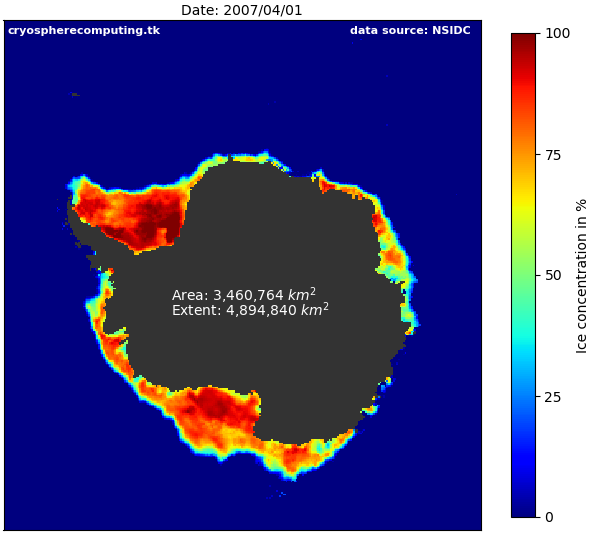 Date: 2007/04/01
cryospherecomputing.tk data source: NSIDC
Area: 3,460,764 km²
Extent: 4,894,840 km²
100
75
50
25
0
Ice concentration in %